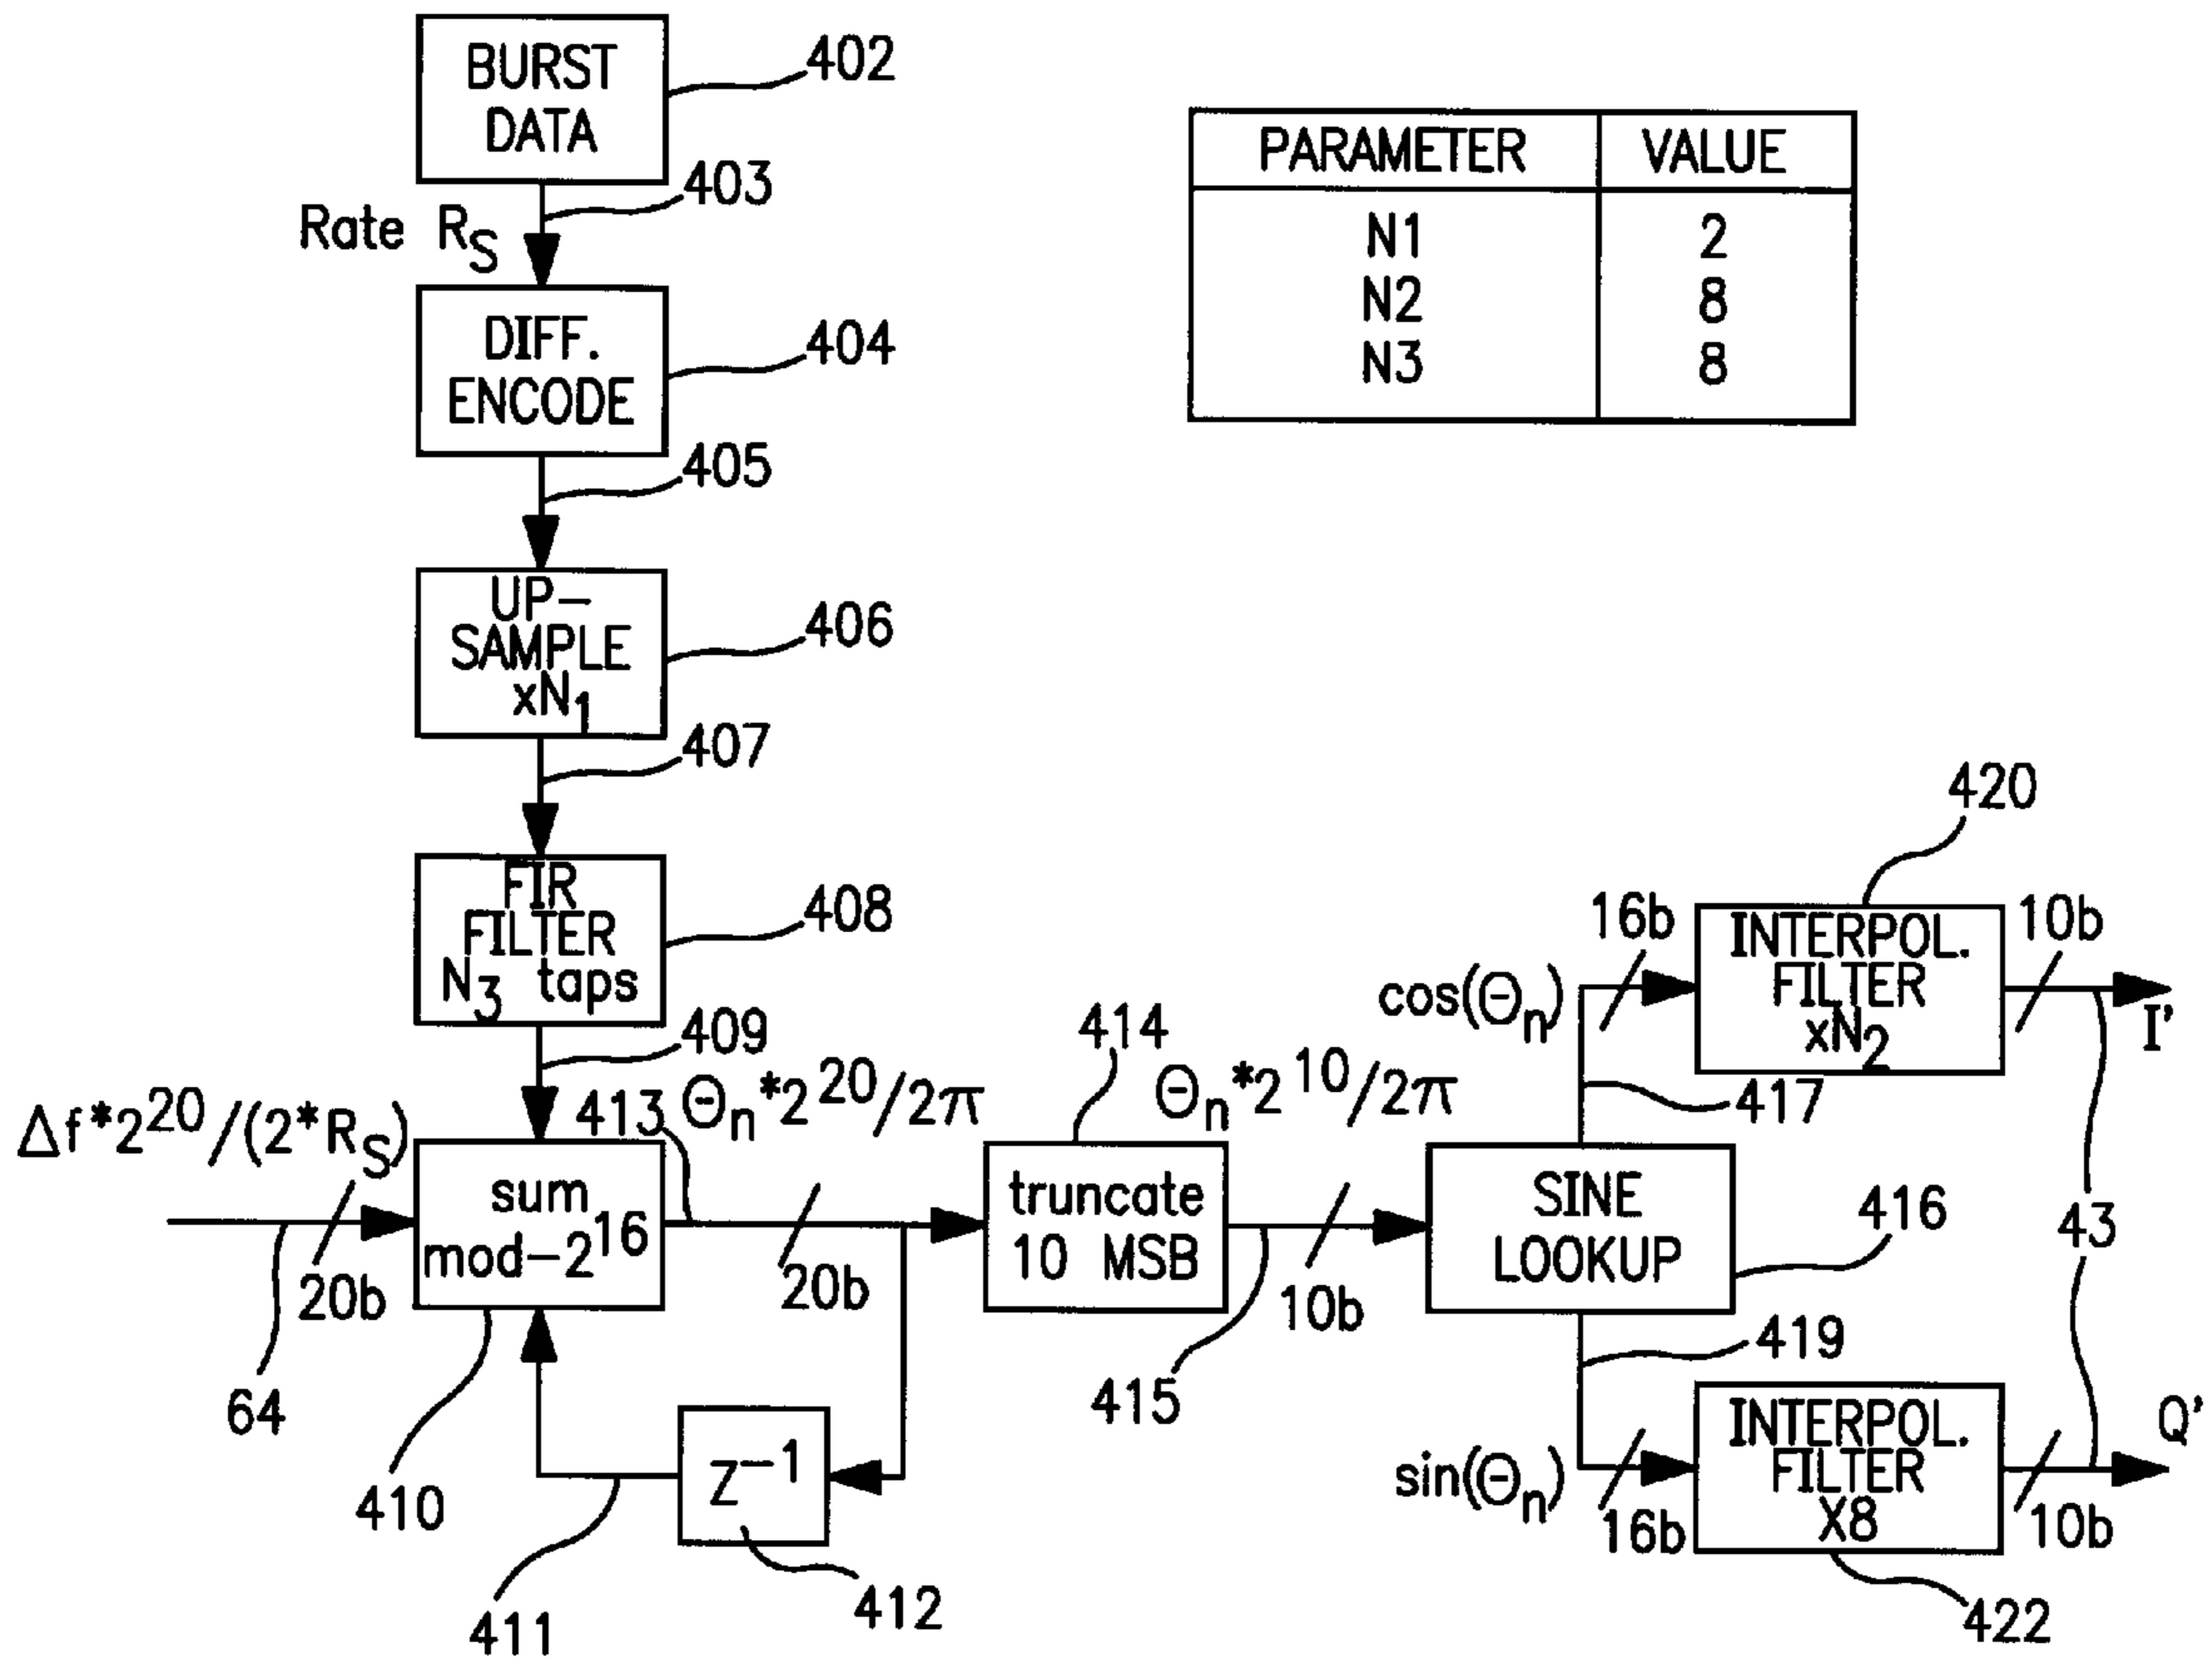 BURST
DATA
402
403
Rate R_S
DIFF.
ENCODE
404
405
UP-
SAMPLE
xN_1
406
407
FIR
FILTER
N_3 taps
408
409
PARAMETER VALUE
N1 2
N2 8
N3 8
Δf*2^20/(2*R_S)
20b
64
sum
mod-2^16
410
413
Θ_n*2^20/2π
20b
Z^-1
411
412
414
truncate
10 MSB
Θ_n*2^10/2π
415
10b
SINE
LOOKUP
416
cos(Θ_n)
16b
417
420
INTERPOL.
FILTER
xN_2
10b
I'
43
419
sin(Θ_n)
16b
INTERPOL.
FILTER
X8
10b
Q'
422